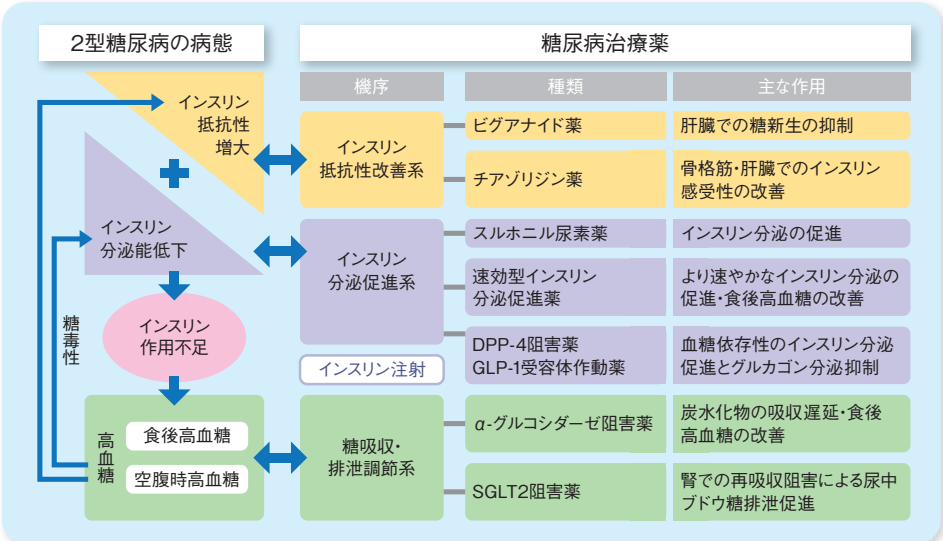 2型糖尿病の病態
糖尿病治療薬
機序
種類
主な作用
インスリン
抵抗性
増大
インスリン
分泌能低下
インスリン
作用不足
糖毒性
高血糖
食後高血糖
空腹時高血糖
インスリン
抵抗性改善系
ビグアナイド薬
肝臓での糖新生の抑制
チアゾリジン薬
骨格筋・肝臓でのインスリン
感受性の改善
インスリン
分泌促進系
スルホニル尿素薬
インスリン分泌の促進
速効型インスリン
分泌促進薬
より速やかなインスリン分泌の
促進・食後高血糖の改善
DPP-4阻害薬
GLP-1受容体作動薬
血糖依存性のインスリン分泌
促進とグルカゴン分泌抑制
インスリン注射
糖吸収・
排泄調節系
α-グルコシダーゼ阻害薬
炭水化物の吸収遅延・食後
高血糖の改善
SGLT2阻害薬
腎での再吸収阻害による尿中
ブドウ糖排泄促進